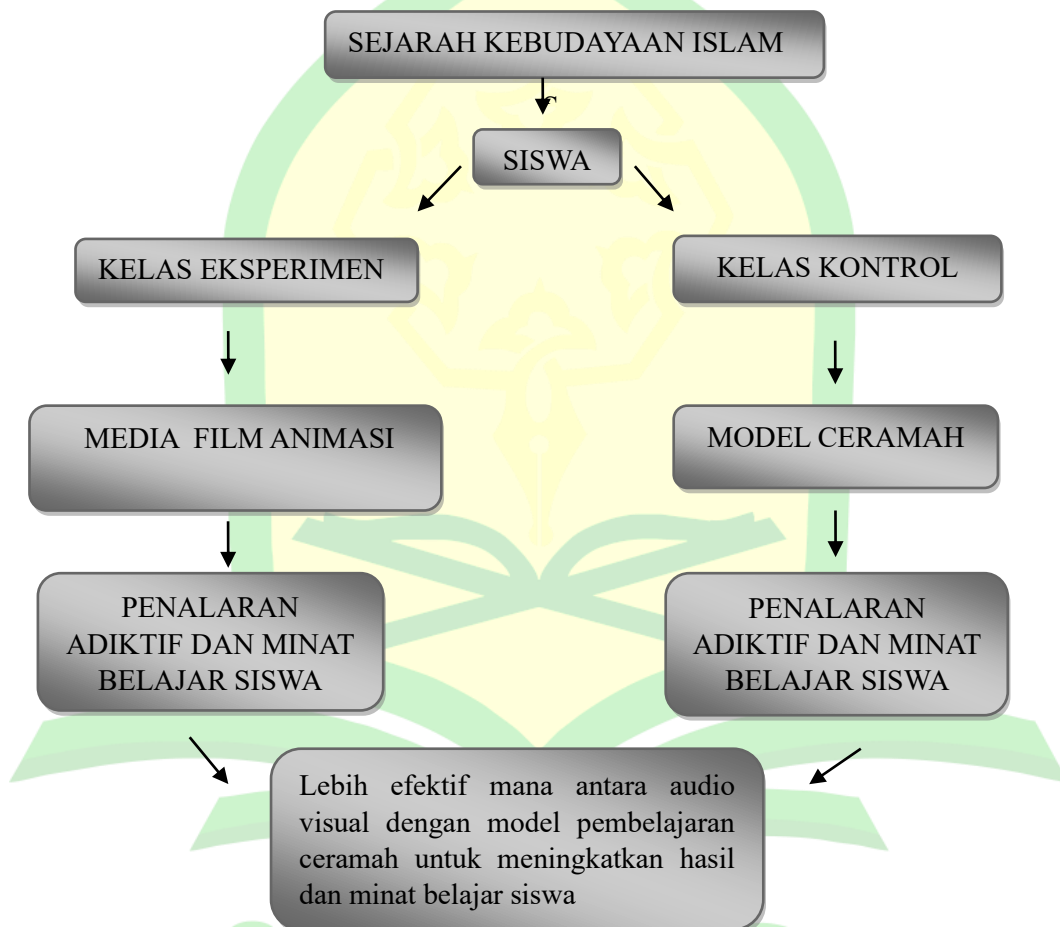 SEJARAH KEBUDAYAAN ISLAM
SISWA
KELAS EKSPERIMEN
KELAS KONTROL
MEDIA FILM ANIMASI
MODEL CERAMAH
PENALARAN
ADIKTIF DAN MINAT
BELAJAR SISWA
PENALARAN
ADIKTIF DAN MINAT
BELAJAR SISWA
Lebih efektif mana antara audio
visual dengan model pembelajaran
ceramah untuk meningkatkan hasil
dan minat belajar siswa